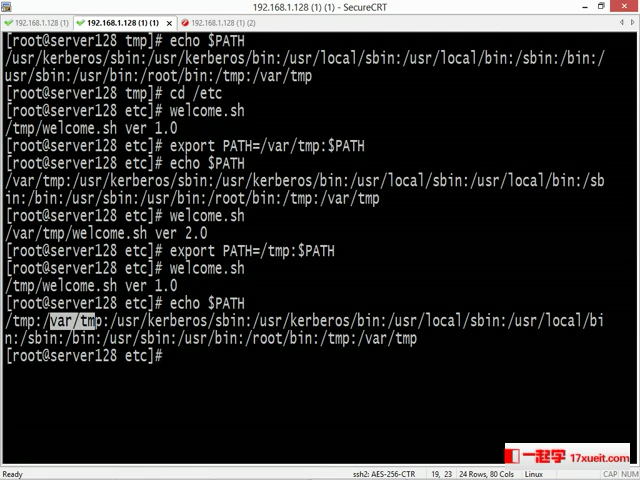 192.168.1.128 (1) (1) - SecureCRT
192.168.1.128 (1) 192.168.1.128 (1) (1) × 192.168.1.128 (1) (2)
[root@server128 tmp]# echo $PATH
/usr/kerberos/sbin:/usr/kerberos/bin:/usr/local/sbin:/usr/local/bin:/sbin:/bin:/
usr/sbin:/usr/bin:/root/bin:/tmp:/var/tmp
[root@server128 tmp]# cd /etc
[root@server128 etc]# welcome.sh
/tmp/welcome.sh ver 1.0
[root@server128 etc]# export PATH=/var/tmp:$PATH
[root@server128 etc]# echo $PATH
/var/tmp:/usr/kerberos/sbin:/usr/kerberos/bin:/usr/local/sbin:/usr/local/bin:/sb
in:/bin:/usr/sbin:/usr/bin:/root/bin:/tmp:/var/tmp
[root@server128 etc]# welcome.sh
/var/tmp/welcome.sh ver 2.0
[root@server128 etc]# export PATH=/tmp:$PATH
[root@server128 etc]# welcome.sh
/tmp/welcome.sh ver 1.0
[root@server128 etc]# echo $PATH
/tmp:/var/tmp:/usr/kerberos/sbin:/usr/kerberos/bin:/usr/local/sbin:/usr/local/bi
n:/sbin:/bin:/usr/sbin:/usr/bin:/root/bin:/tmp:/var/tmp
[root@server128 etc]#
一起学 17xueit.com
Ready ssh2: AES-256-CTR 19, 23 24 Rows, 80 Cols Linux CAP NUM